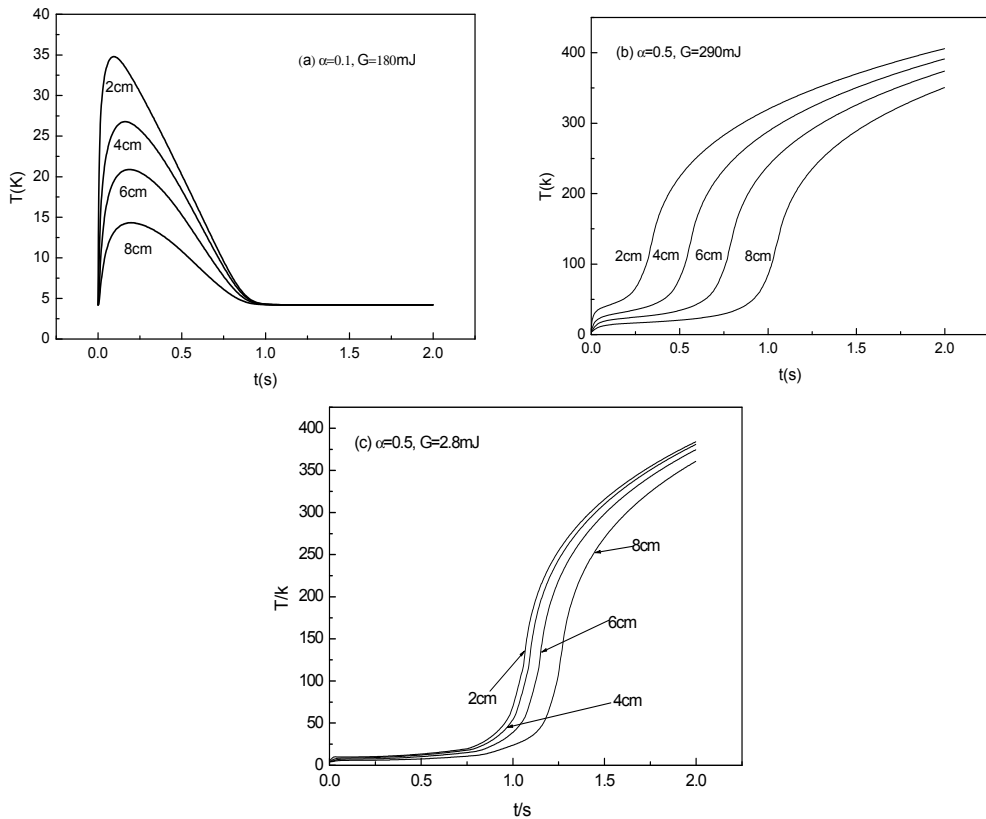 (a) α=0.1, G=180mJ
40
35
30
25
20
15
10
5
0
T(K)
2cm
4cm
6cm
8cm
0.0 0.5 1.0 1.5 2.0
t(s)
(b) α=0.5, G=290mJ
400
300
200
100
0
T(k)
2cm 4cm 6cm 8cm
0.0 0.5 1.0 1.5 2.0
t(s)
(c) α=0.5, G=2.8mJ
400
350
300
250
200
150
100
50
0
T/k
8cm
6cm
2cm
4cm
0.0 0.5 1.0 1.5 2.0
t/s